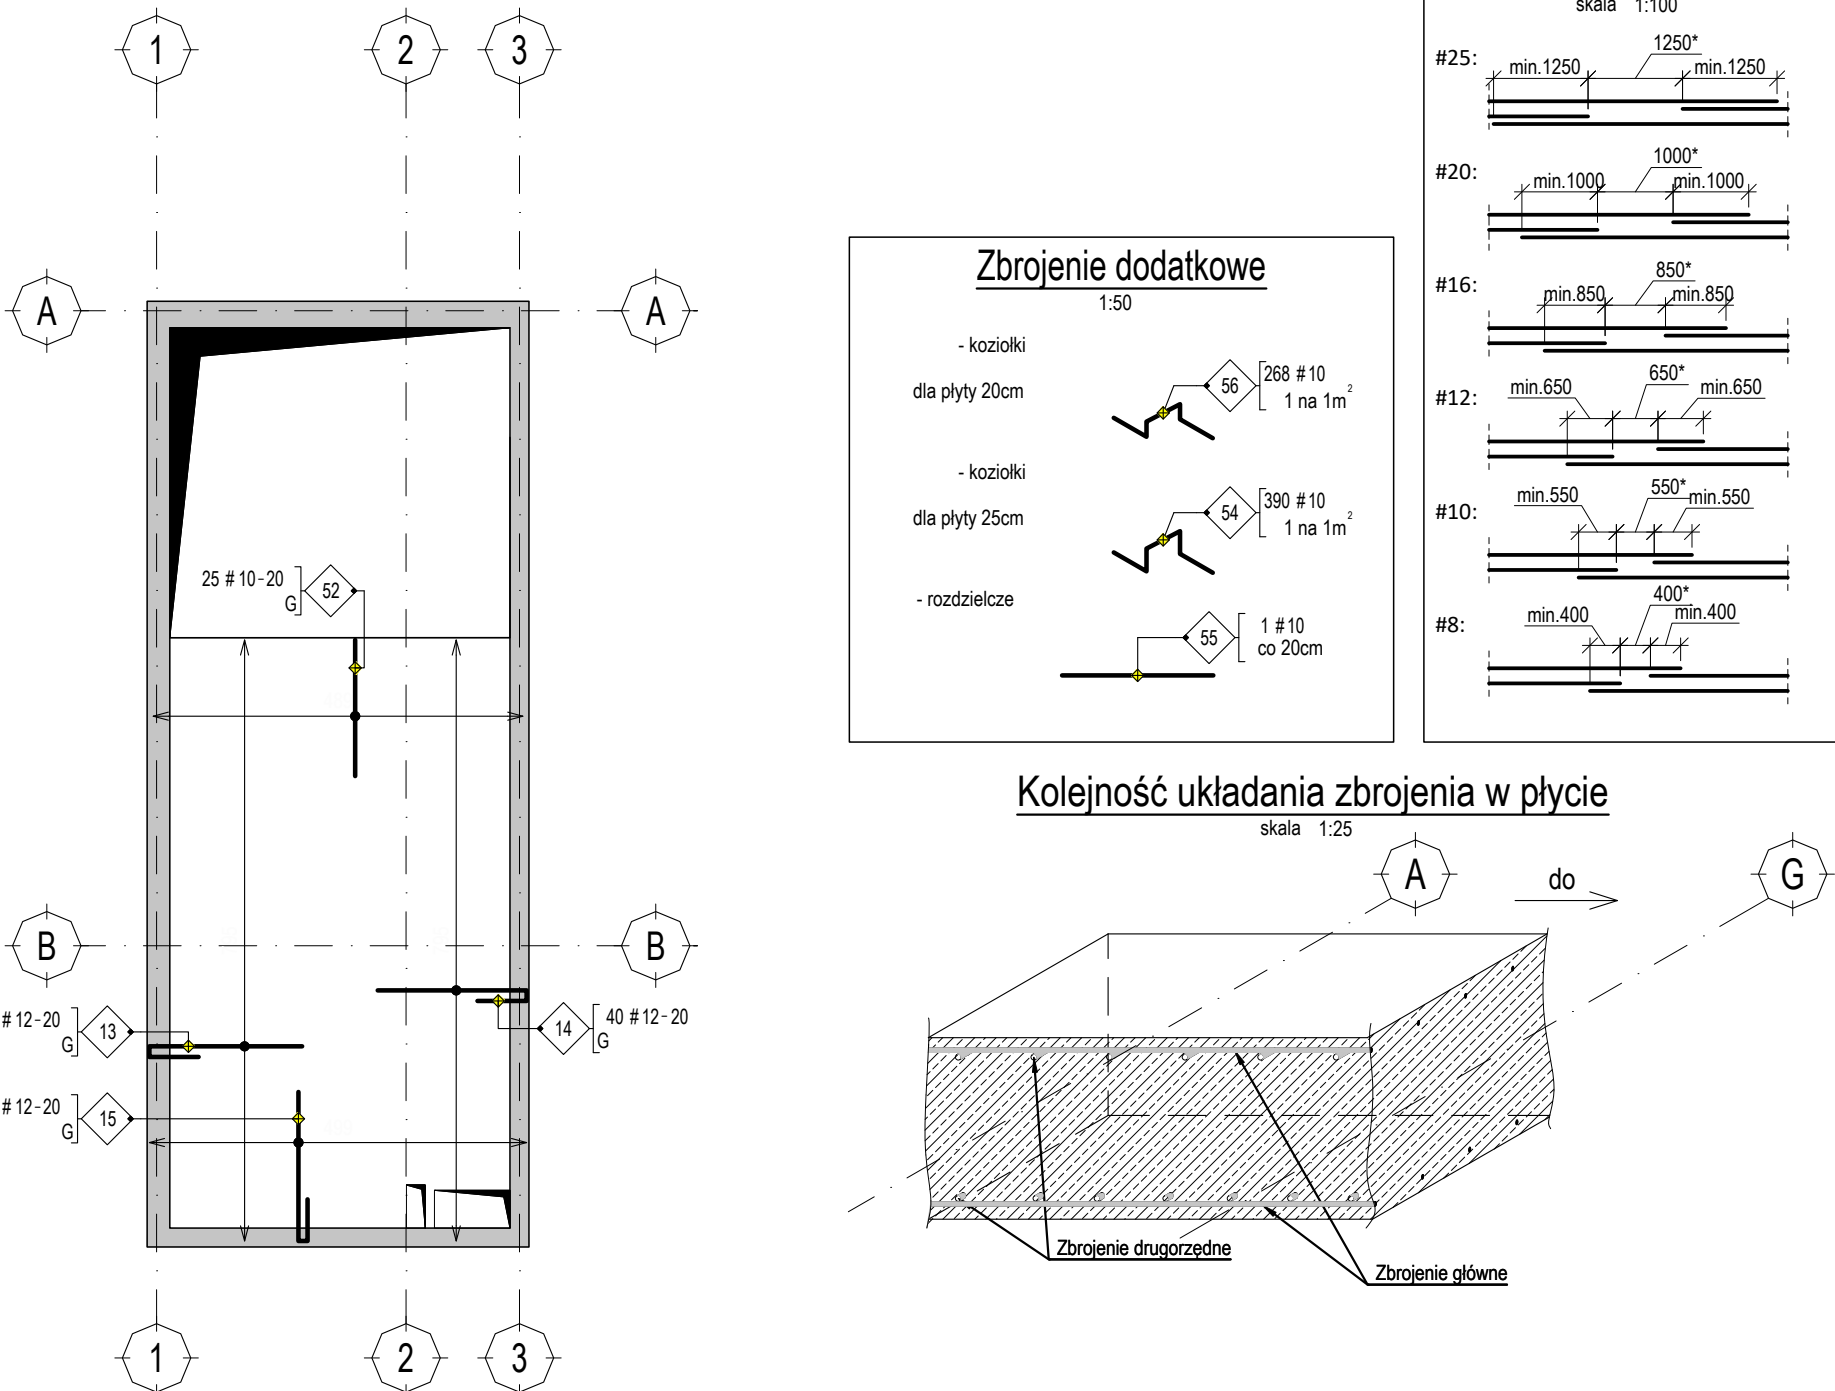 1
2
3
A
A
25 #10-20
G
52
B
B
#12-20
G
13
14
40 #12-20
G
#12-20
G
15
1
2
3
Zbrojenie dodatkowe
1:50
- koziołki
dla płyty 20cm
56
268 #10
1 na 1m²
- koziołki
dla płyty 25cm
54
390 #10
1 na 1m²
- rozdzielcze
55
1 #10
co 20cm
skala 1:100
#25:
min.1250
1250*
min.1250
#20:
min.1000
1000*
min.1000
#16:
min.850
850*
min.850
#12:
min.650
650*
min.650
#10:
min.550
550*
min.550
#8:
min.400
400*
min.400
Kolejność układania zbrojenia w płycie
skala 1:25
A
do
G
Zbrojenie drugorzędne
Zbrojenie główne